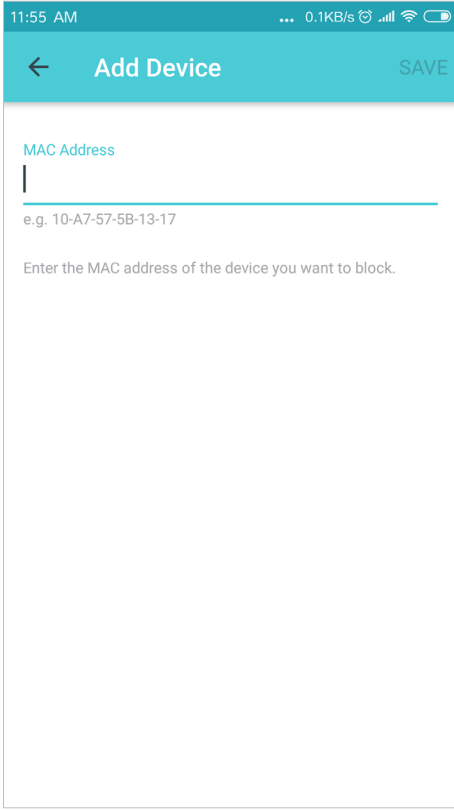 11:55 AM ... 0.1KB/s
Add Device SAVE
MAC Address
e.g. 10-A7-57-5B-13-17
Enter the MAC address of the device you want to block.